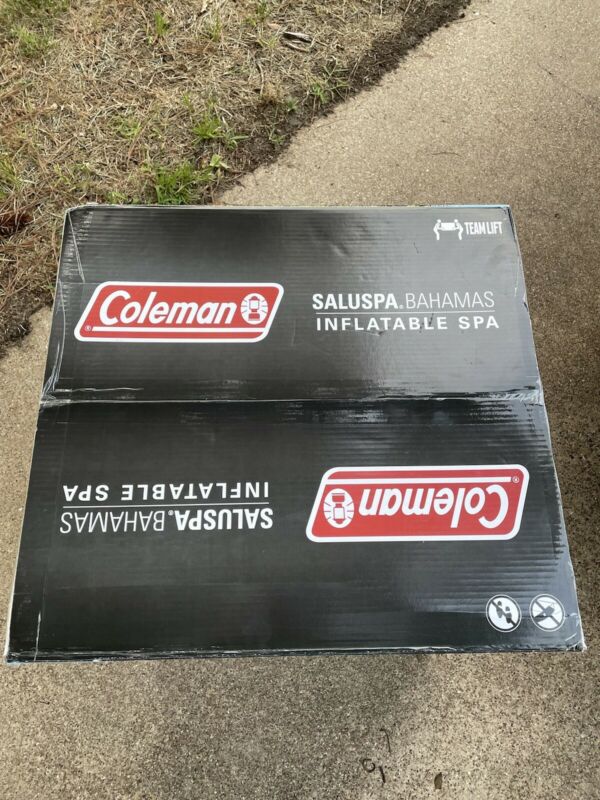 TEAM LIFT
Coleman
SALUSPA® BAHAMAS
INFLATABLE SPA
Coleman
SALUSPA® BAHAMAS
INFLATABLE SPA